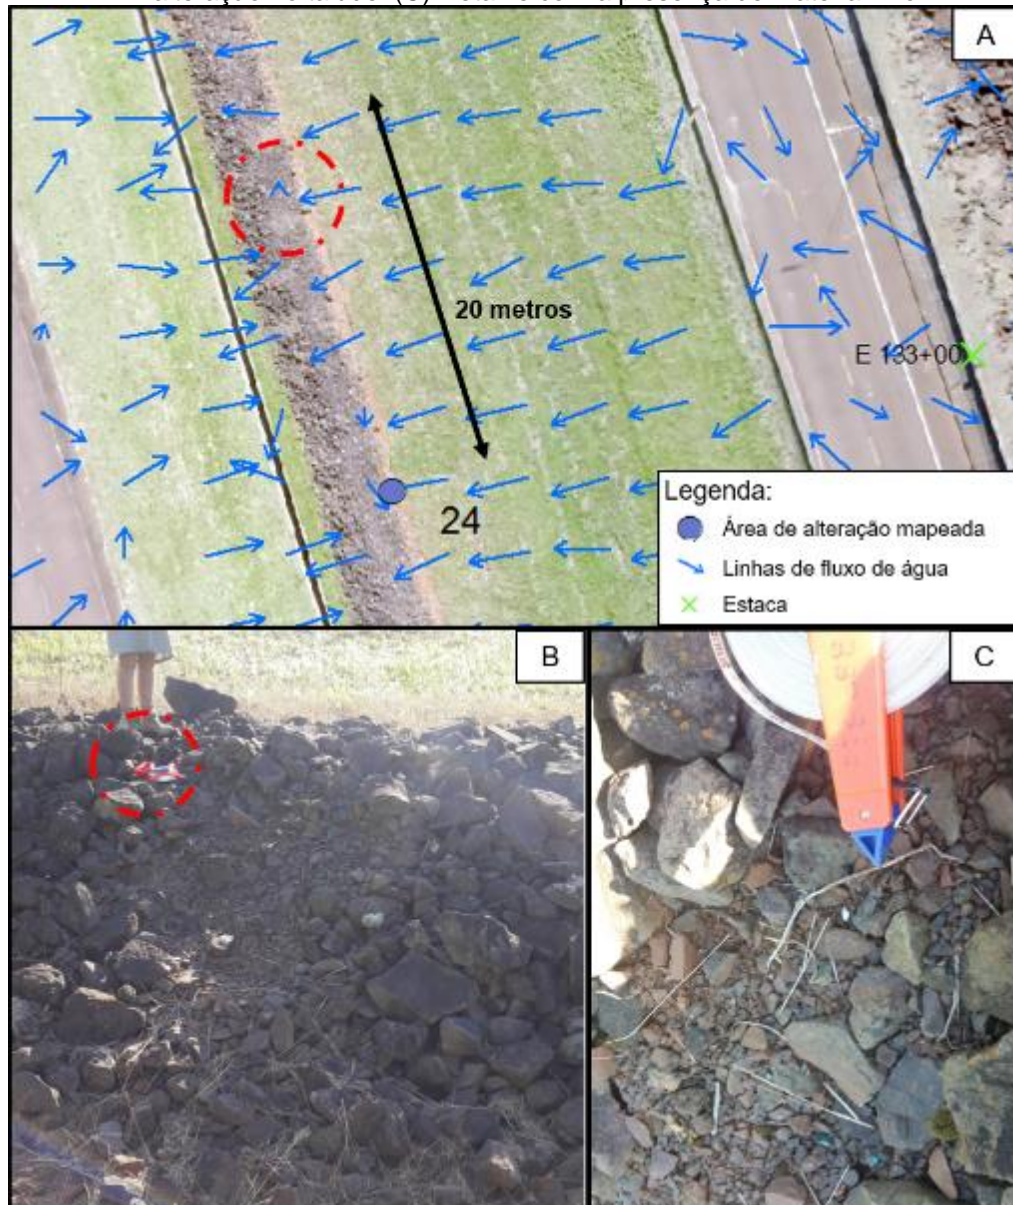 A
20 metros
E 133+00
24
Legenda:
Área de alteração mapeada
Linhas de fluxo de água
Estaca
B
C